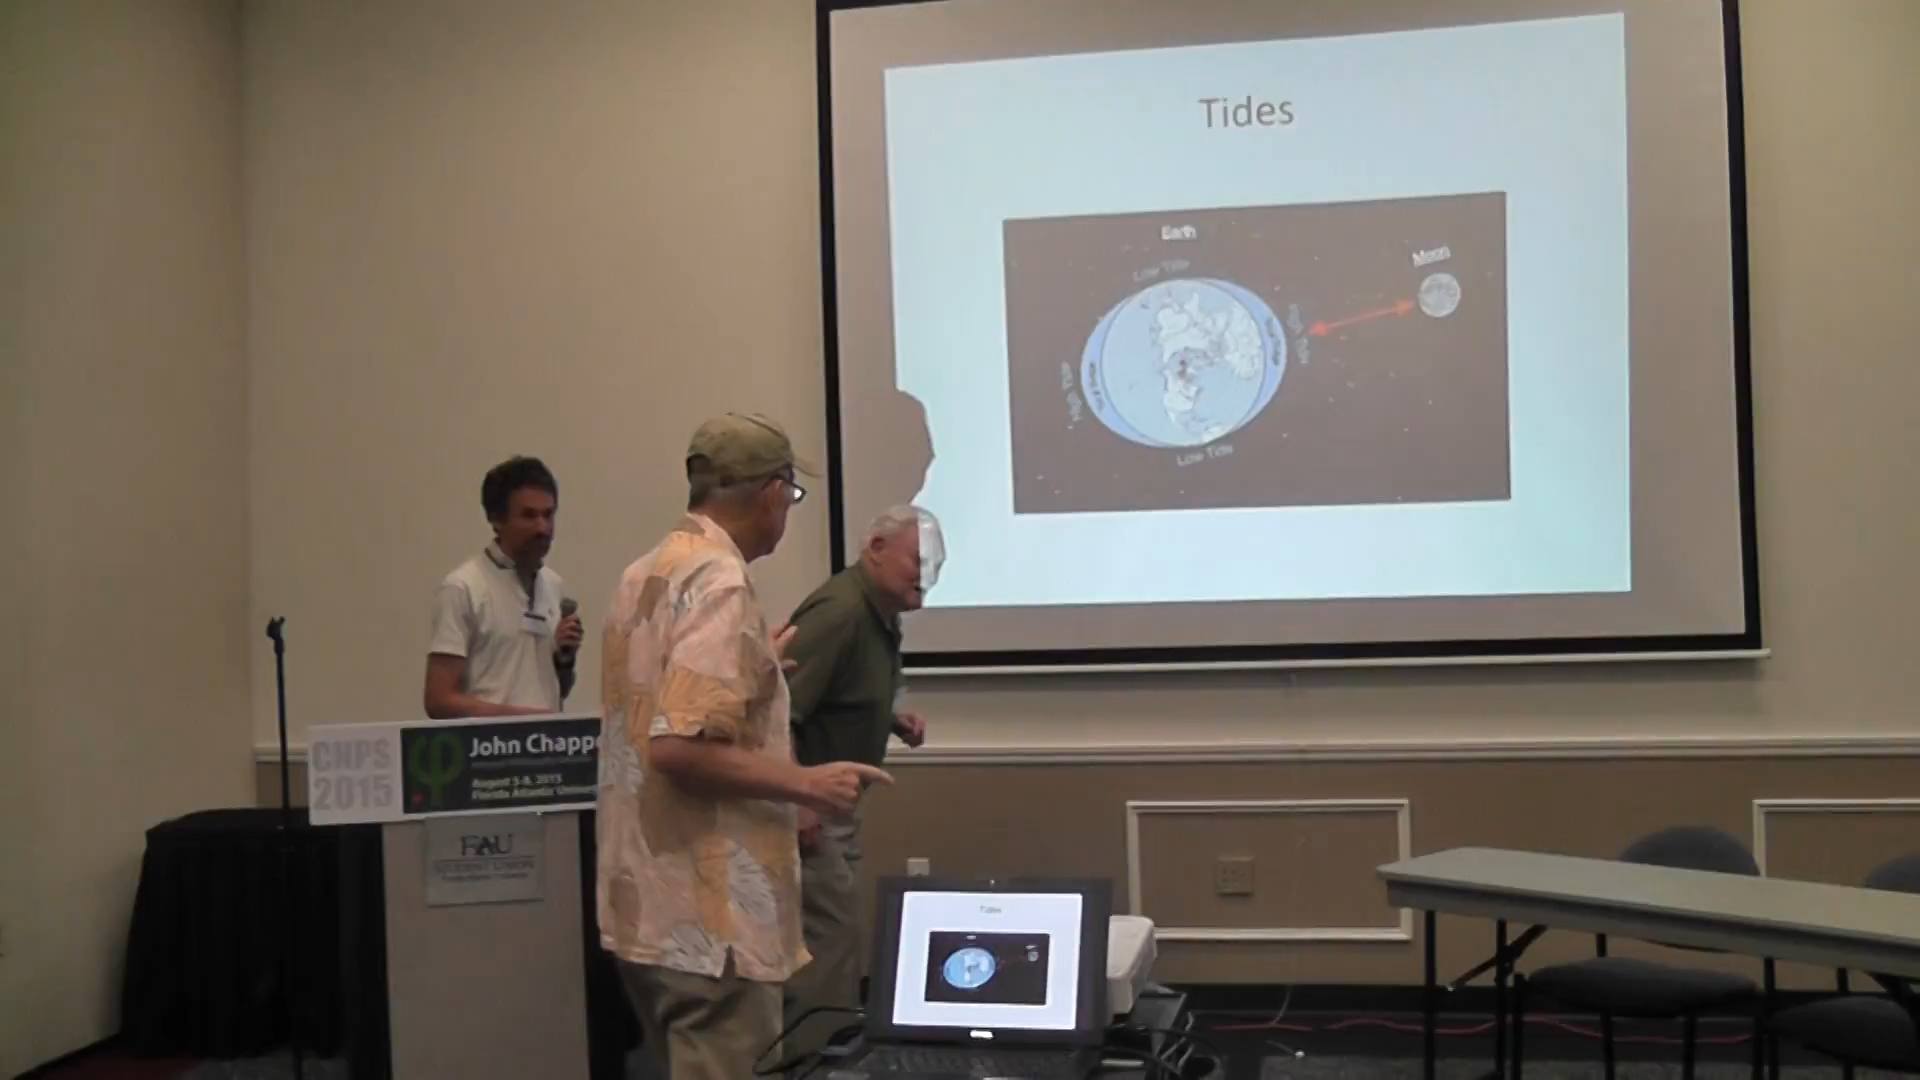 Tides
Earth
Moon
Low Tide
High Tide
High Tide
Low Tide
CNPS
2015
John Chappe
August 5-8, 2015
Florida Atlantic Univers
FAU
STUDENT UNION
Tides